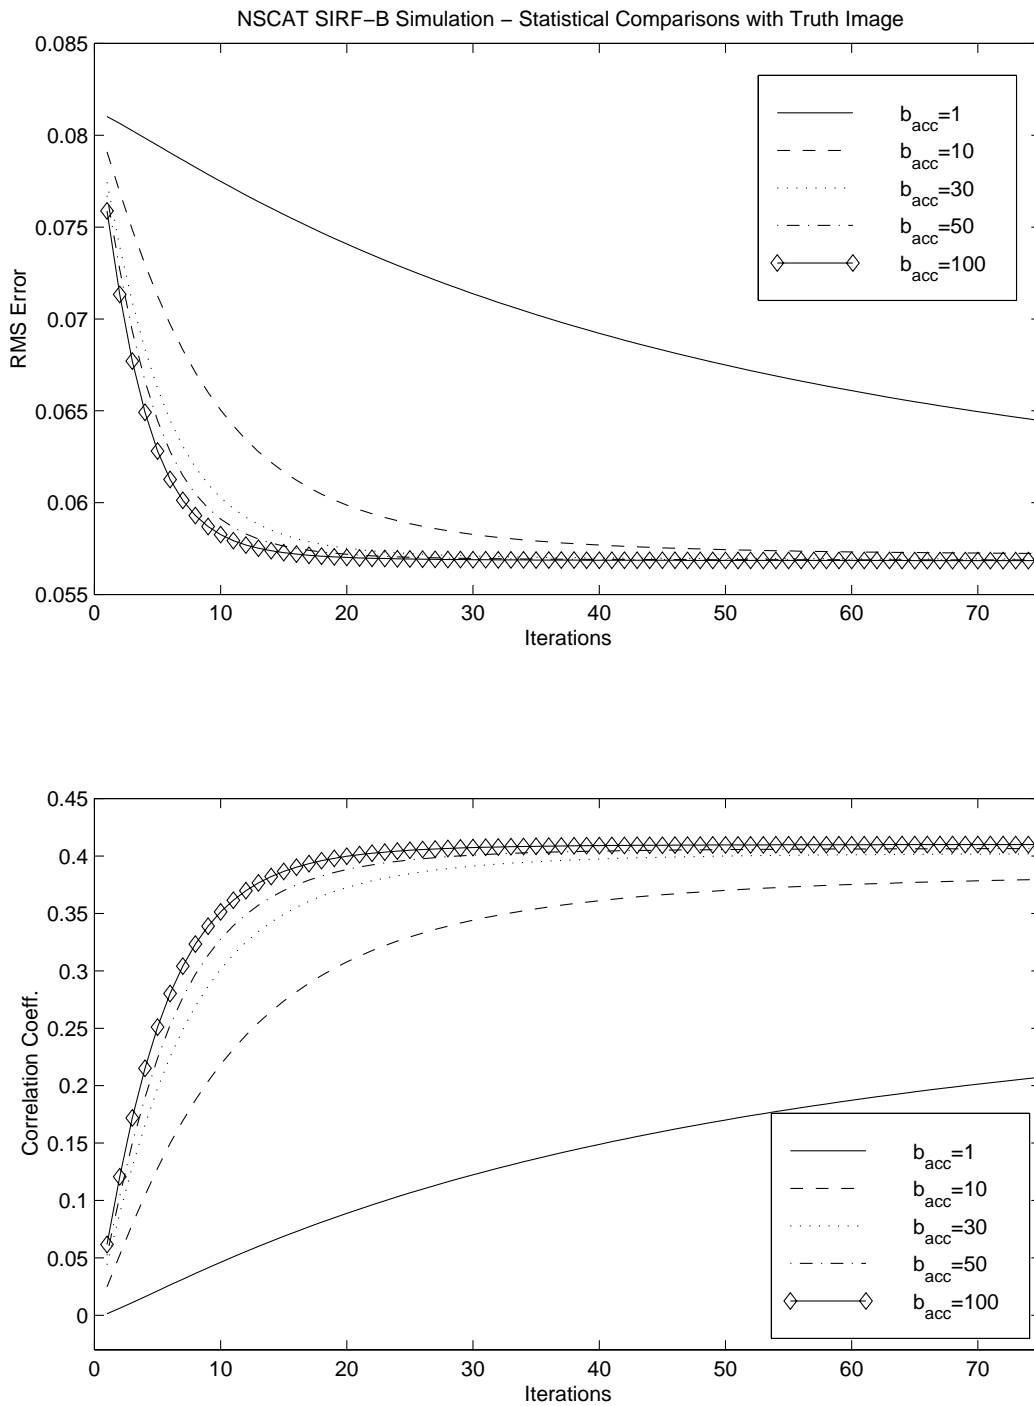 NSCAT SIRF−B Simulation − Statistical Comparisons with Truth Image
0.085
0.08
0.075
0.07
0.065
0.06
0.055
RMS Error
b_acc=1
b_acc=10
b_acc=30
b_acc=50
b_acc=100
0 10 20 30 40 50 60 70
Iterations
0.45
0.4
0.35
0.3
0.25
0.2
0.15
0.1
0.05
0
Correlation Coeff.
b_acc=1
b_acc=10
b_acc=30
b_acc=50
b_acc=100
0 10 20 30 40 50 60 70
Iterations